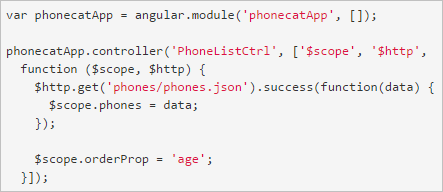 var phonecatApp = angular.module('phonecatApp', []);
phonecatApp.controller('PhoneListCtrl', ['$scope', '$http',
  function ($scope, $http) {
    $http.get('phones/phones.json').success(function(data) {
      $scope.phones = data;
    });
    $scope.orderProp = 'age';
  }]);